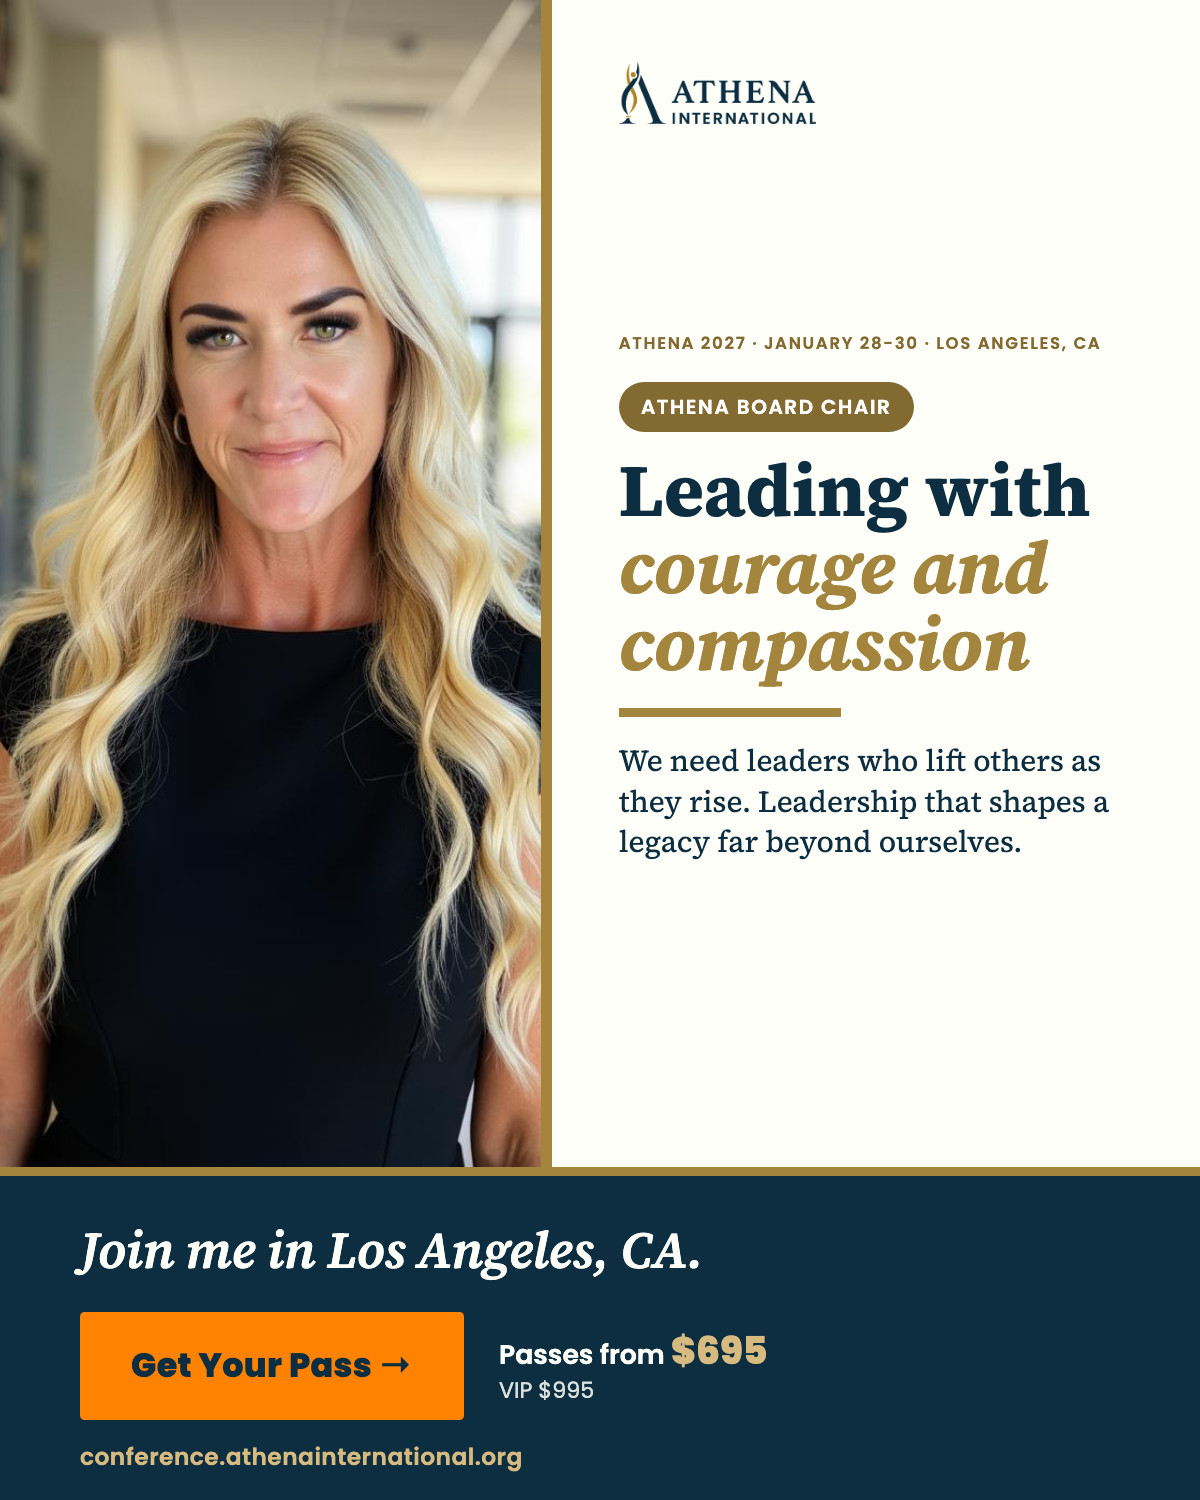 ATHENA
INTERNATIONAL
ATHENA 2027 · JANUARY 28–30 · LOS ANGELES, CA
ATHENA BOARD CHAIR
Leading with
courage and
compassion
We need leaders who lift others as
they rise. Leadership that shapes a
legacy far beyond ourselves.
Join me in Los Angeles, CA.
Get Your Pass →
Passes from $695
VIP $995
conference.athenainternational.org